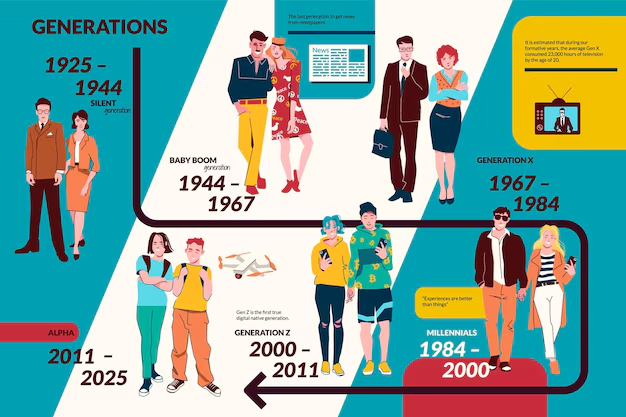 GENERATIONS
1925 –
1944
SILENT
generation
The last generation to get news
from newspapers
News
It is estimated that during our
formative years, the average Gen X
consumed 23,000 hours of television
by the age of 20.
BABY BOOM
generation
1944 –
1967
GENERATION X
1967 –
1984
"Experiences are better
than things"
MILLENNIALS
1984 –
2000
Gen Z is the first true
digital native generation.
GENERATION Z
2000 –
2011
ALPHA
2011 –
2025